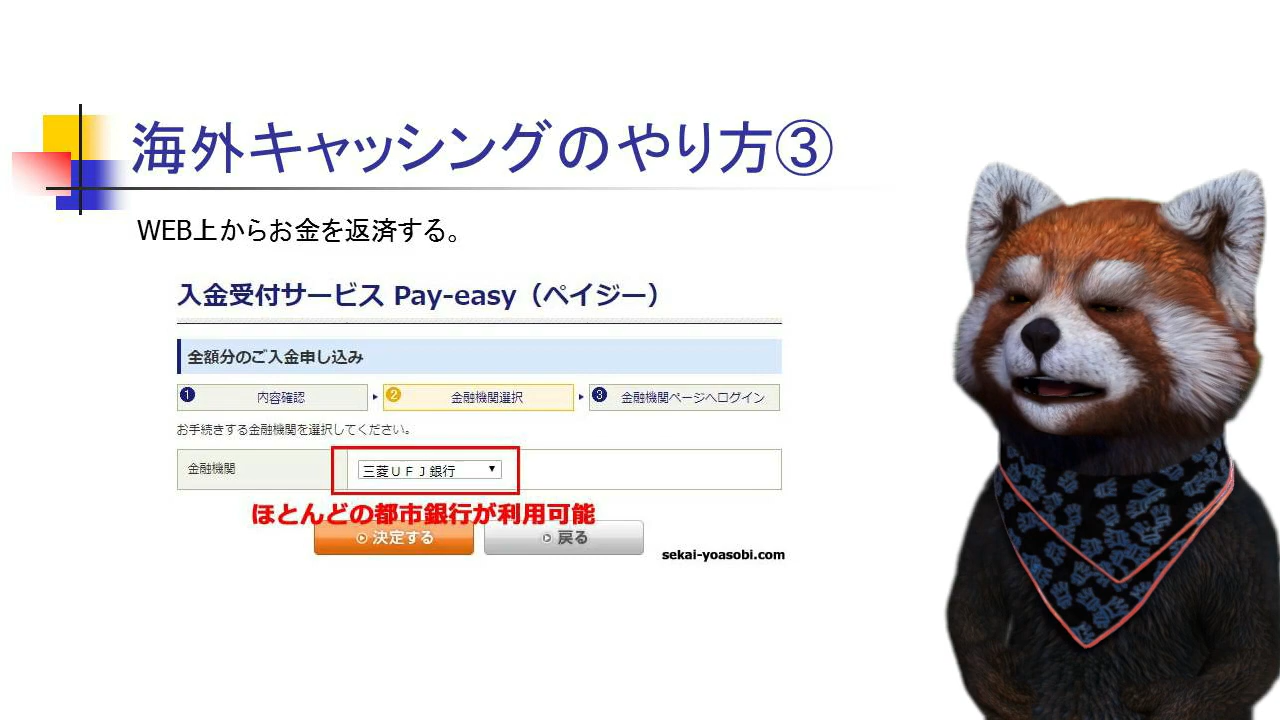 海外キャッシングのやり方③
WEB上からお金を返済する。
入金受付サービス Pay-easy（ペイジー）
全額分のご入金申し込み
1 内容確認 2 金融機関選択 3 金融機関ページへログイン
お手続きする金融機関を選択してください。
金融機関 三菱ＵＦＪ銀行
ほとんどの都市銀行が利用可能
決定する 戻る
sekai-yoasobi.com